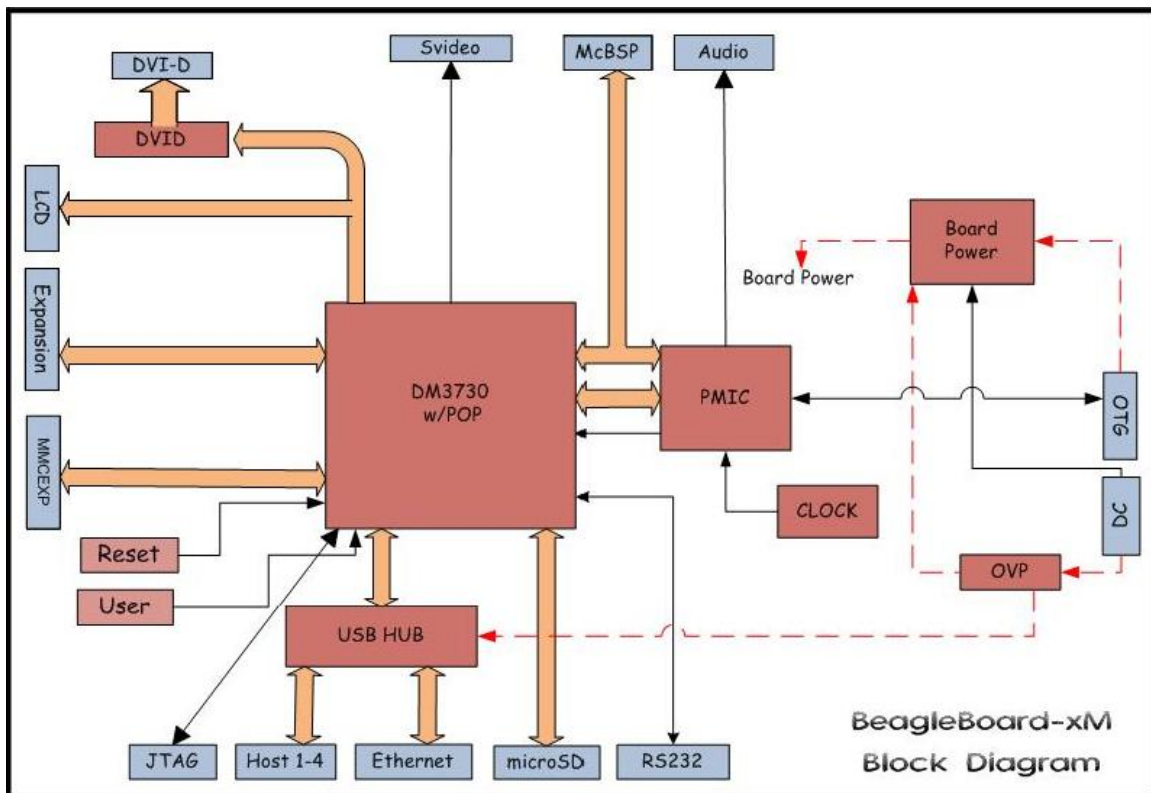 Svideo
McBSP
Audio
DVI-D
DVID
LCD
Board
Power
Board Power
Expansion
DM3730
w/POP
PMIC
OTG
MMCEXP
CLOCK
DC
Reset
OVP
User
USB HUB
BeagleBoard-xM
Block Diagram
JTAG
Host 1-4
Ethernet
microSD
RS232